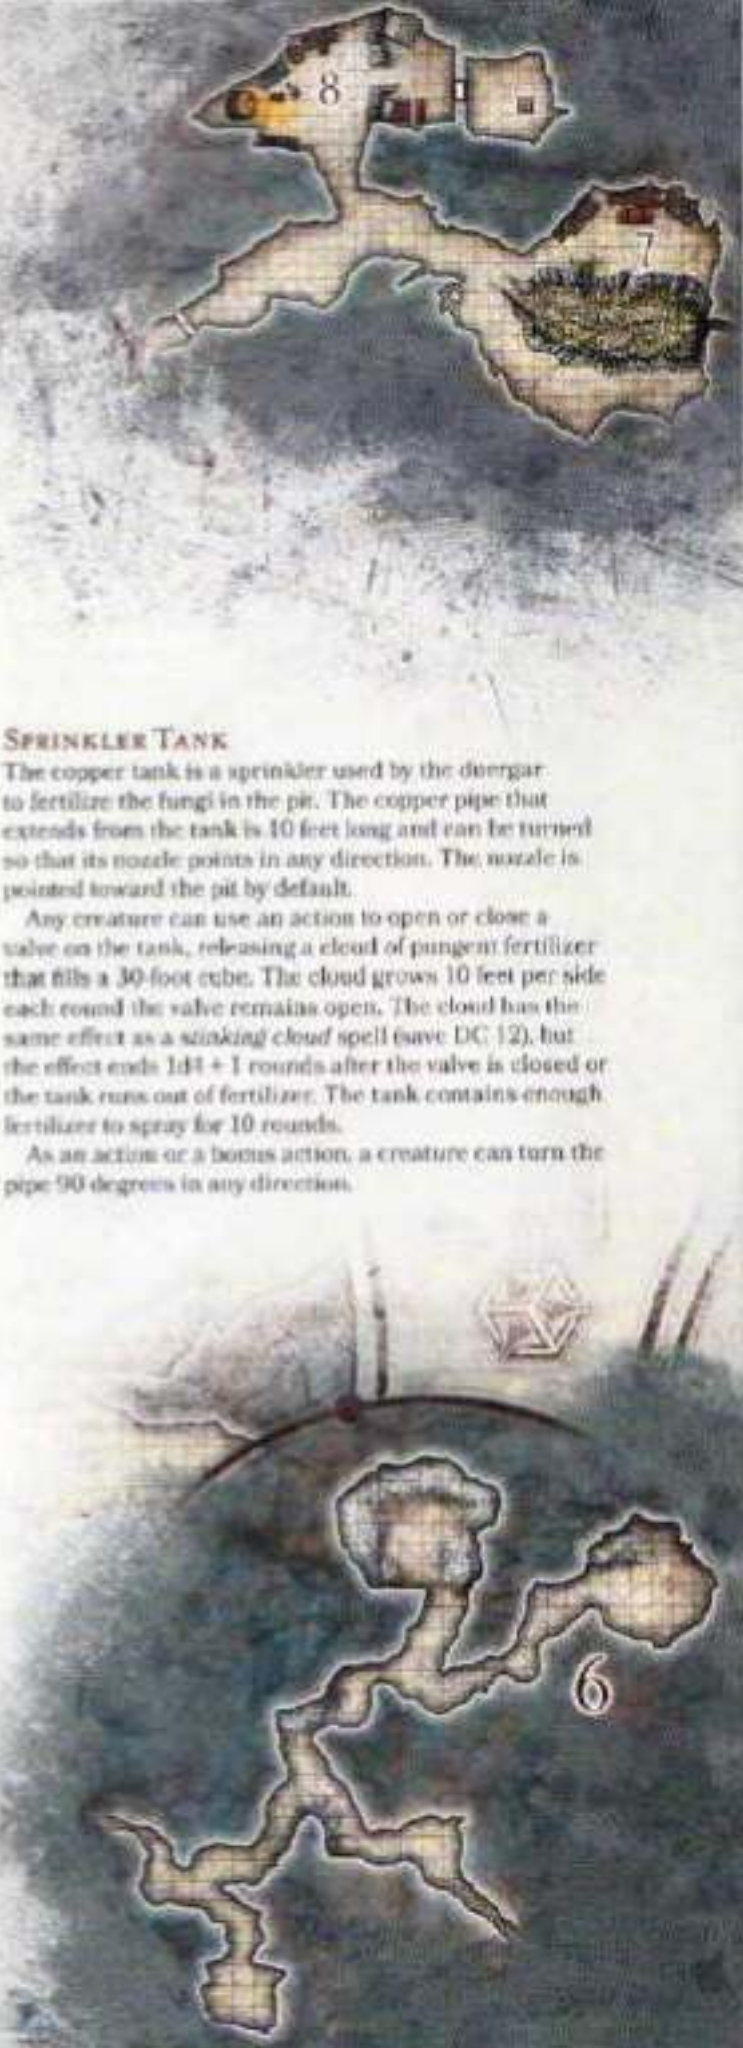 8
7
SPRINKLER TANK
The copper tank is a sprinkler used by the duergar
to fertilize the fungi in the pit. The copper pipe that
extends from the tank is 10 feet long and can be turned
so that its nozzle points in any direction. The nozzle is
pointed toward the pit by default.
Any creature can use an action to open or close a
valve on the tank, releasing a cloud of pungent fertilizer
that fills a 30-foot cube. The cloud grows 10 feet per side
each round the valve remains open. The cloud has the
same effect as a stinking cloud spell (save DC 12), but
the effect ends 1d4 + 1 rounds after the valve is closed or
the tank runs out of fertilizer. The tank contains enough
fertilizer to spray for 10 rounds.
As an action or a bonus action, a creature can turn the
pipe 90 degrees in any direction.
6